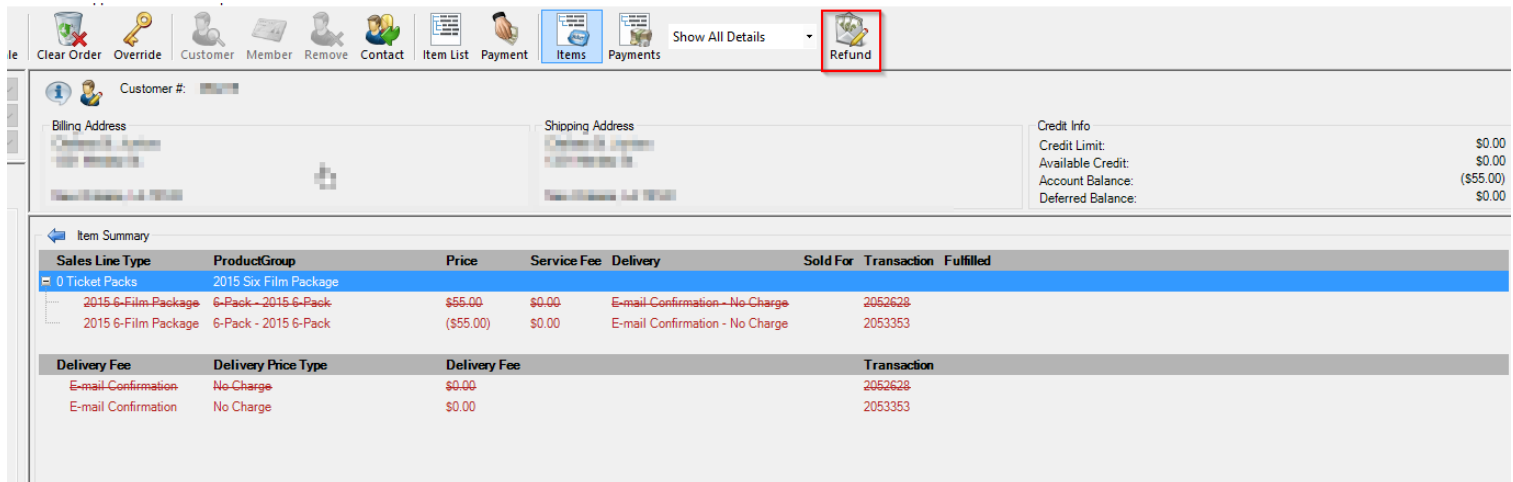 le Clear Order Override Customer Member Remove Contact Item List Payment Items Payments Show All Details Refund
Customer #:
Billing Address Shipping Address Credit Info
Credit Limit: $0.00
Available Credit: $0.00
Account Balance: ($55.00)
Deferred Balance: $0.00
Item Summary
Sales Line Type ProductGroup Price Service Fee Delivery Sold For Transaction Fulfilled
0 Ticket Packs 2015 Six Film Package
2015 6-Film Package 6-Pack - 2015 6-Pack $55.00 $0.00 E-mail Confirmation - No Charge 2052628
2015 6-Film Package 6-Pack - 2015 6-Pack ($55.00) $0.00 E-mail Confirmation - No Charge 2053353
Delivery Fee Delivery Price Type Delivery Fee Transaction
E-mail Confirmation No Charge $0.00 2052628
E-mail Confirmation No Charge $0.00 2053353